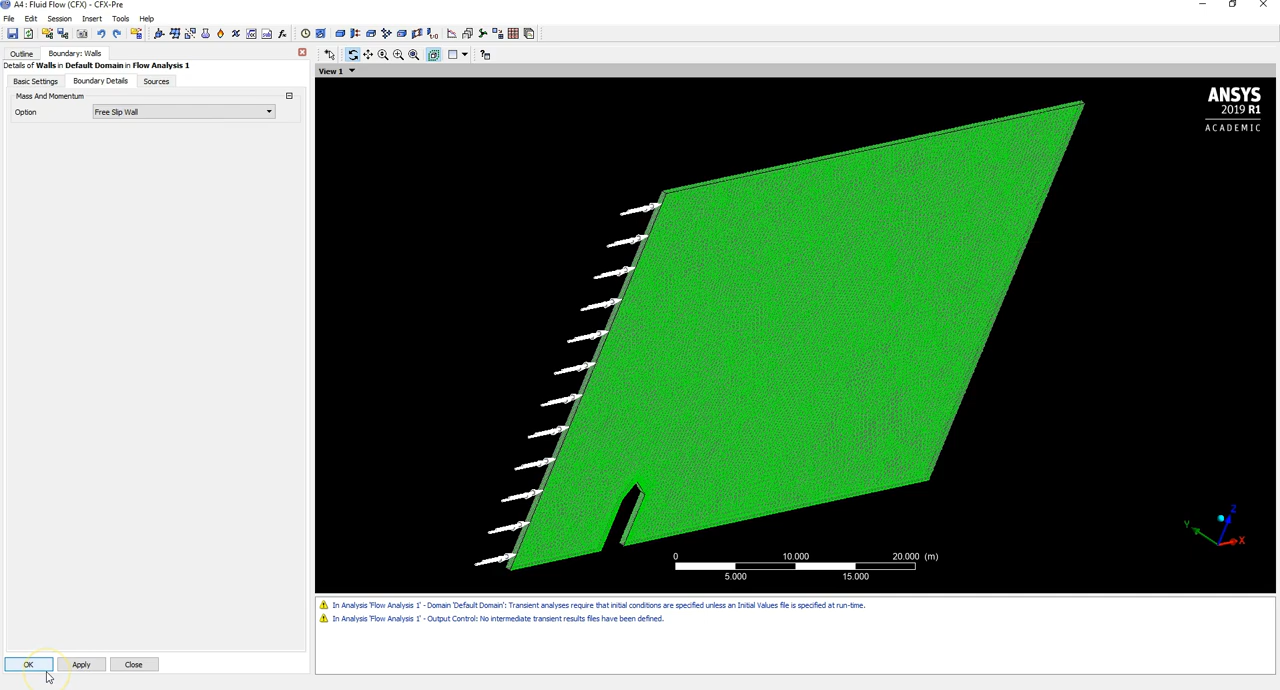 A4 : Fluid Flow (CFX) - CFX-Pre
File Edit Session Insert Tools Help
Outline Boundary: Walls
Details of Walls in Default Domain in Flow Analysis 1
Basic Settings Boundary Details Sources
Mass And Momentum
Option Free Slip Wall
View 1
ANSYS
2019 R1
ACADEMIC
Z
Y
X
0 10.000 20.000 (m)
5.000 15.000
In Analysis 'Flow Analysis 1' - Domain 'Default Domain': Transient analyses require that initial conditions are specified unless an Initial Values file is specified at run-time.
In Analysis 'Flow Analysis 1' - Output Control: No intermediate transient results files have been defined.
OK Apply Close